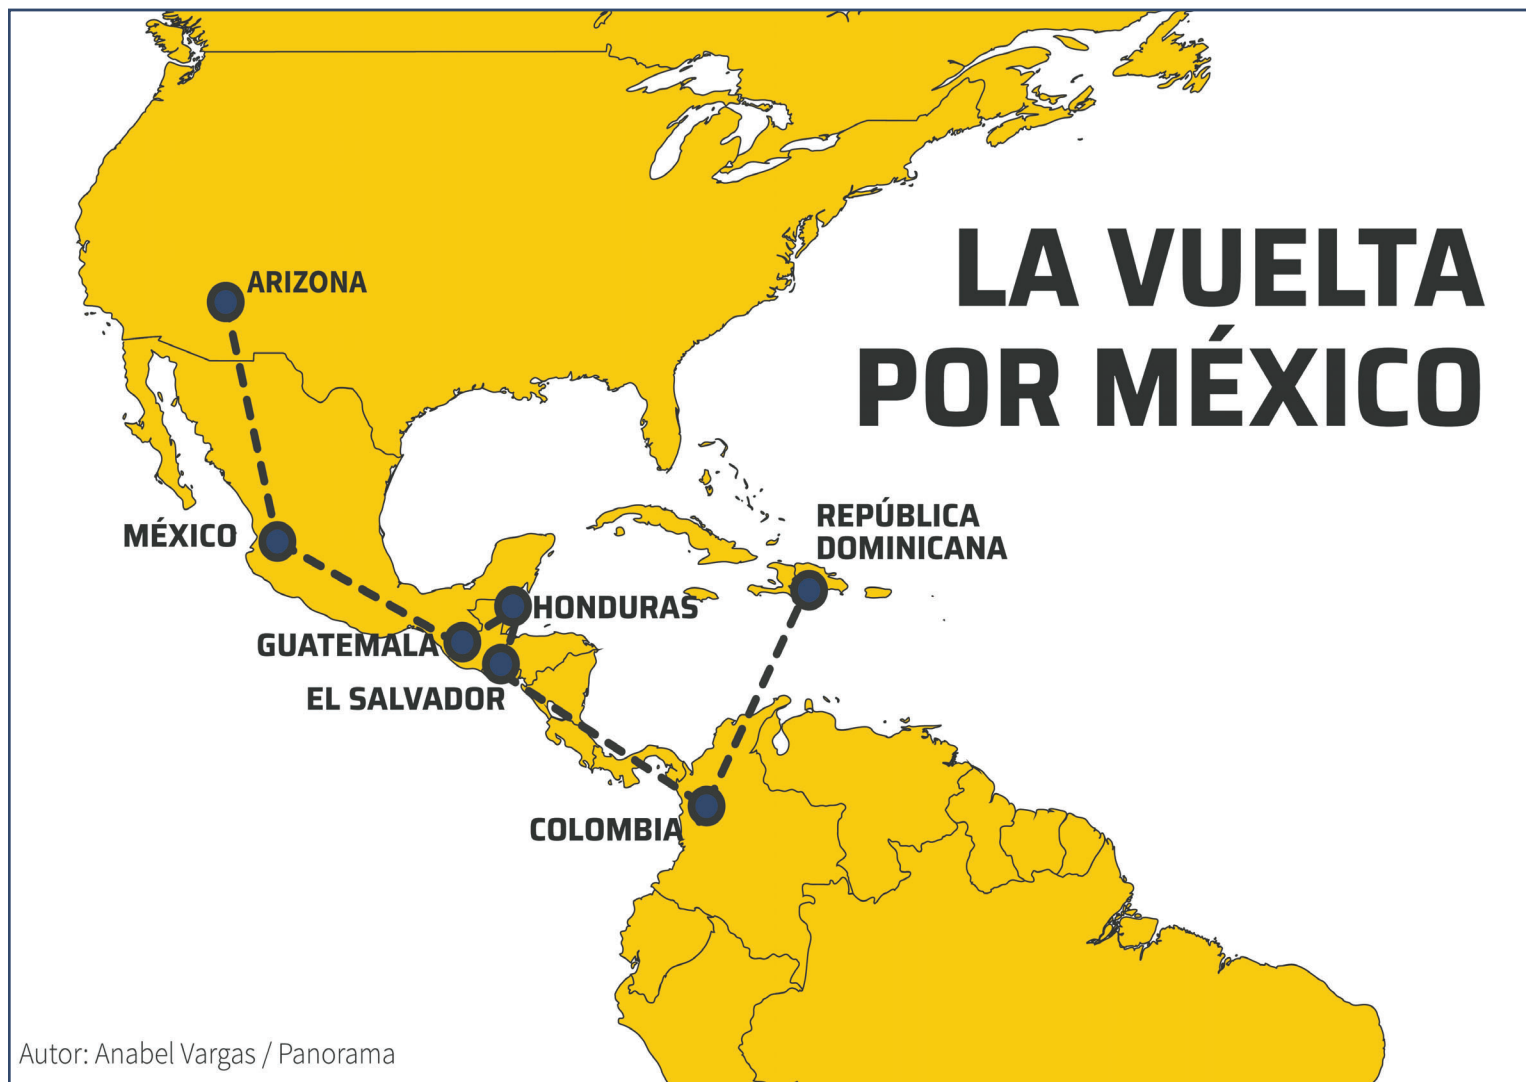 LA VUELTA
POR MÉXICO
ARIZONA
MÉXICO
REPÚBLICA
DOMINICANA
HONDURAS
GUATEMALA
EL SALVADOR
COLOMBIA
Autor: Anabel Vargas / Panorama